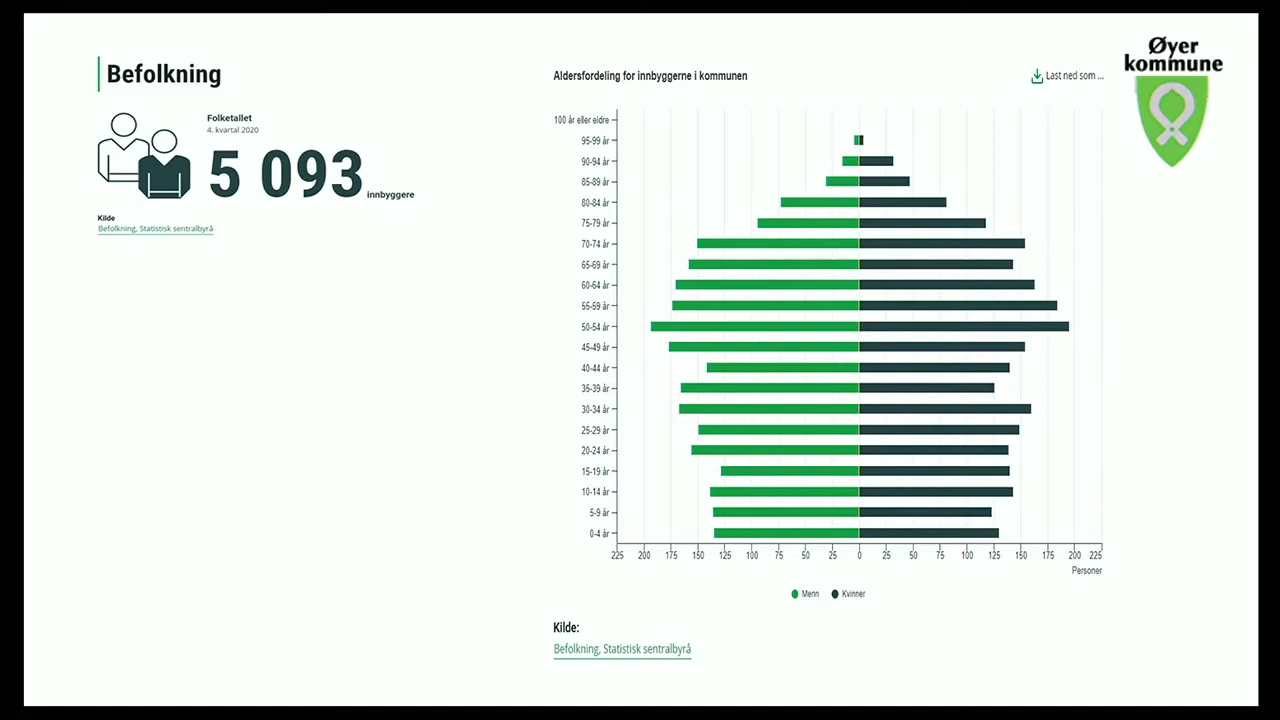 Befolkning
Folketallet
4. kvartal 2020
5 093 innbyggere
Kilde
Befolkning, Statistisk sentralbyrå
Aldersfordeling for innbyggerne i kommunen
Last ned som ...
Øyer
kommune
100 år eller eldre
95-99 år
90-94 år
85-89 år
80-84 år
75-79 år
70-74 år
65-69 år
60-64 år
55-59 år
50-54 år
45-49 år
40-44 år
35-39 år
30-34 år
25-29 år
20-24 år
15-19 år
10-14 år
5-9 år
0-4 år
225 200 175 150 125 100 75 50 25 0 25 50 75 100 125 150 175 200 225
Personer
Menn Kvinner
Kilde:
Befolkning, Statistisk sentralbyrå